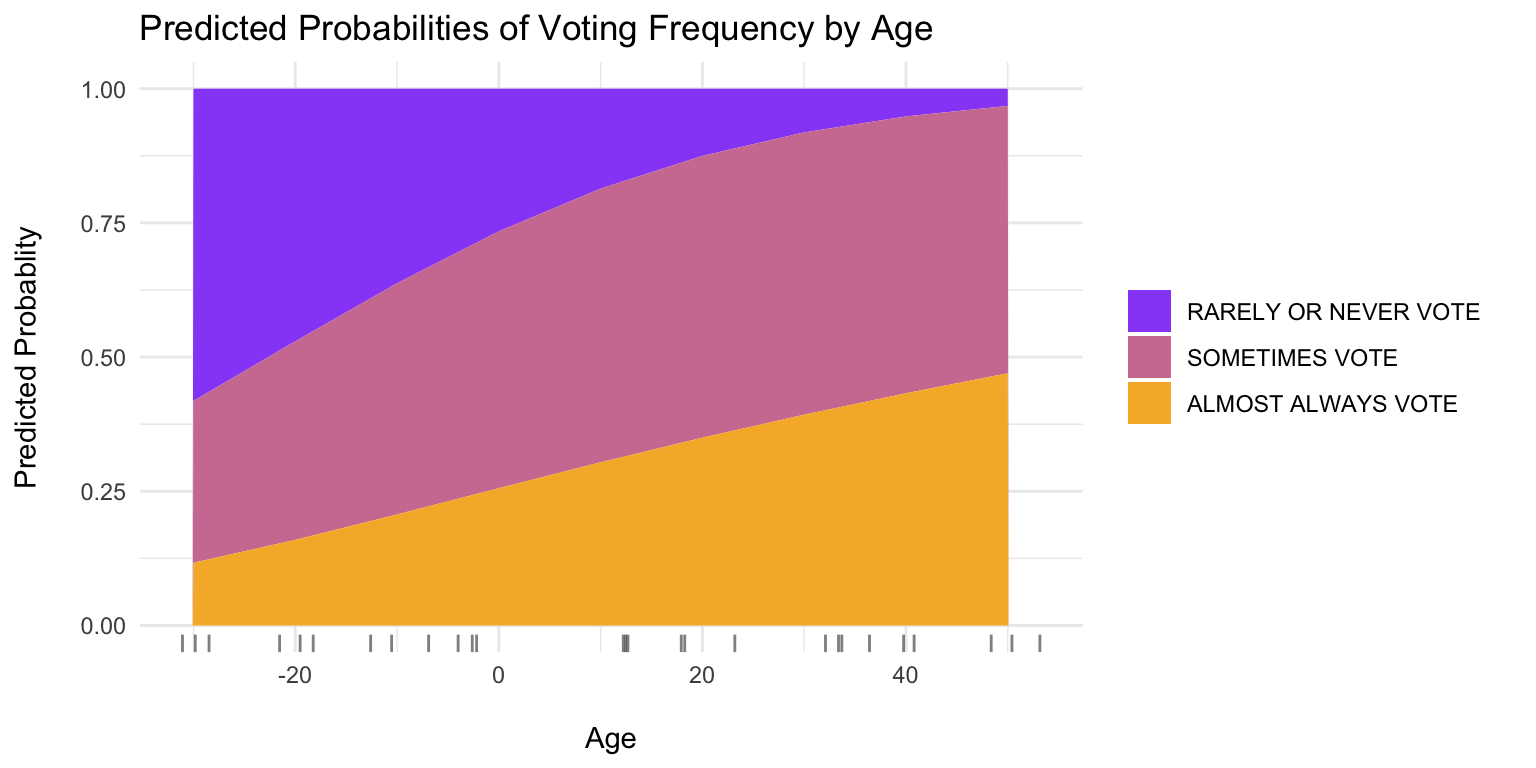 Predicted Probabilities of Voting Frequency by Age
Predicted Probablity
1.00
0.75
0.50
0.25
0.00
-20
0
20
40
Age
RARELY OR NEVER VOTE
SOMETIMES VOTE
ALMOST ALWAYS VOTE